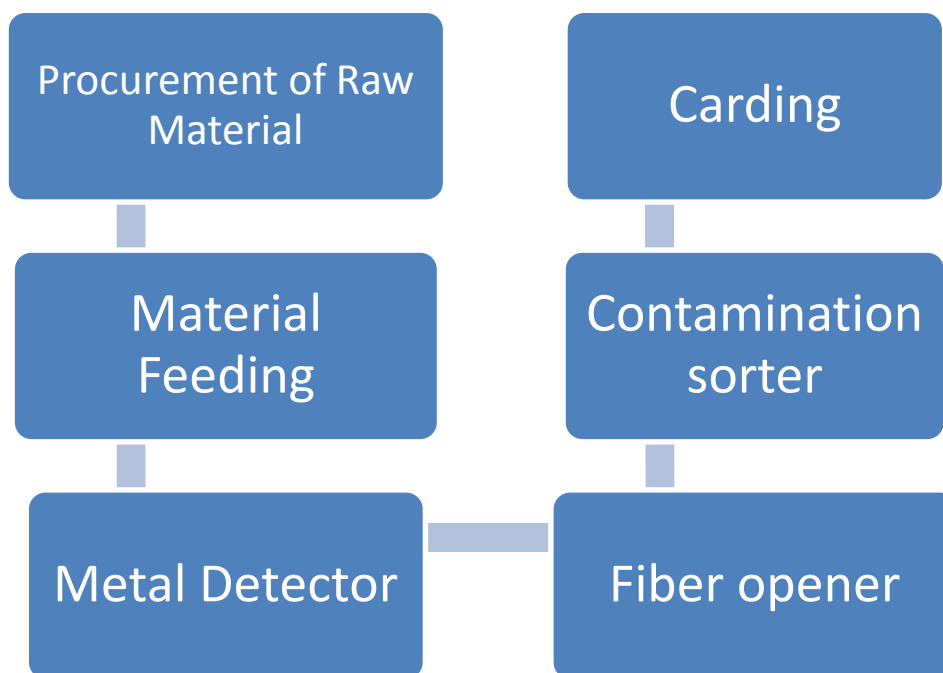 Procurement of Raw
Material
Material
Feeding
Metal Detector
Fiber opener
Contamination
sorter
Carding